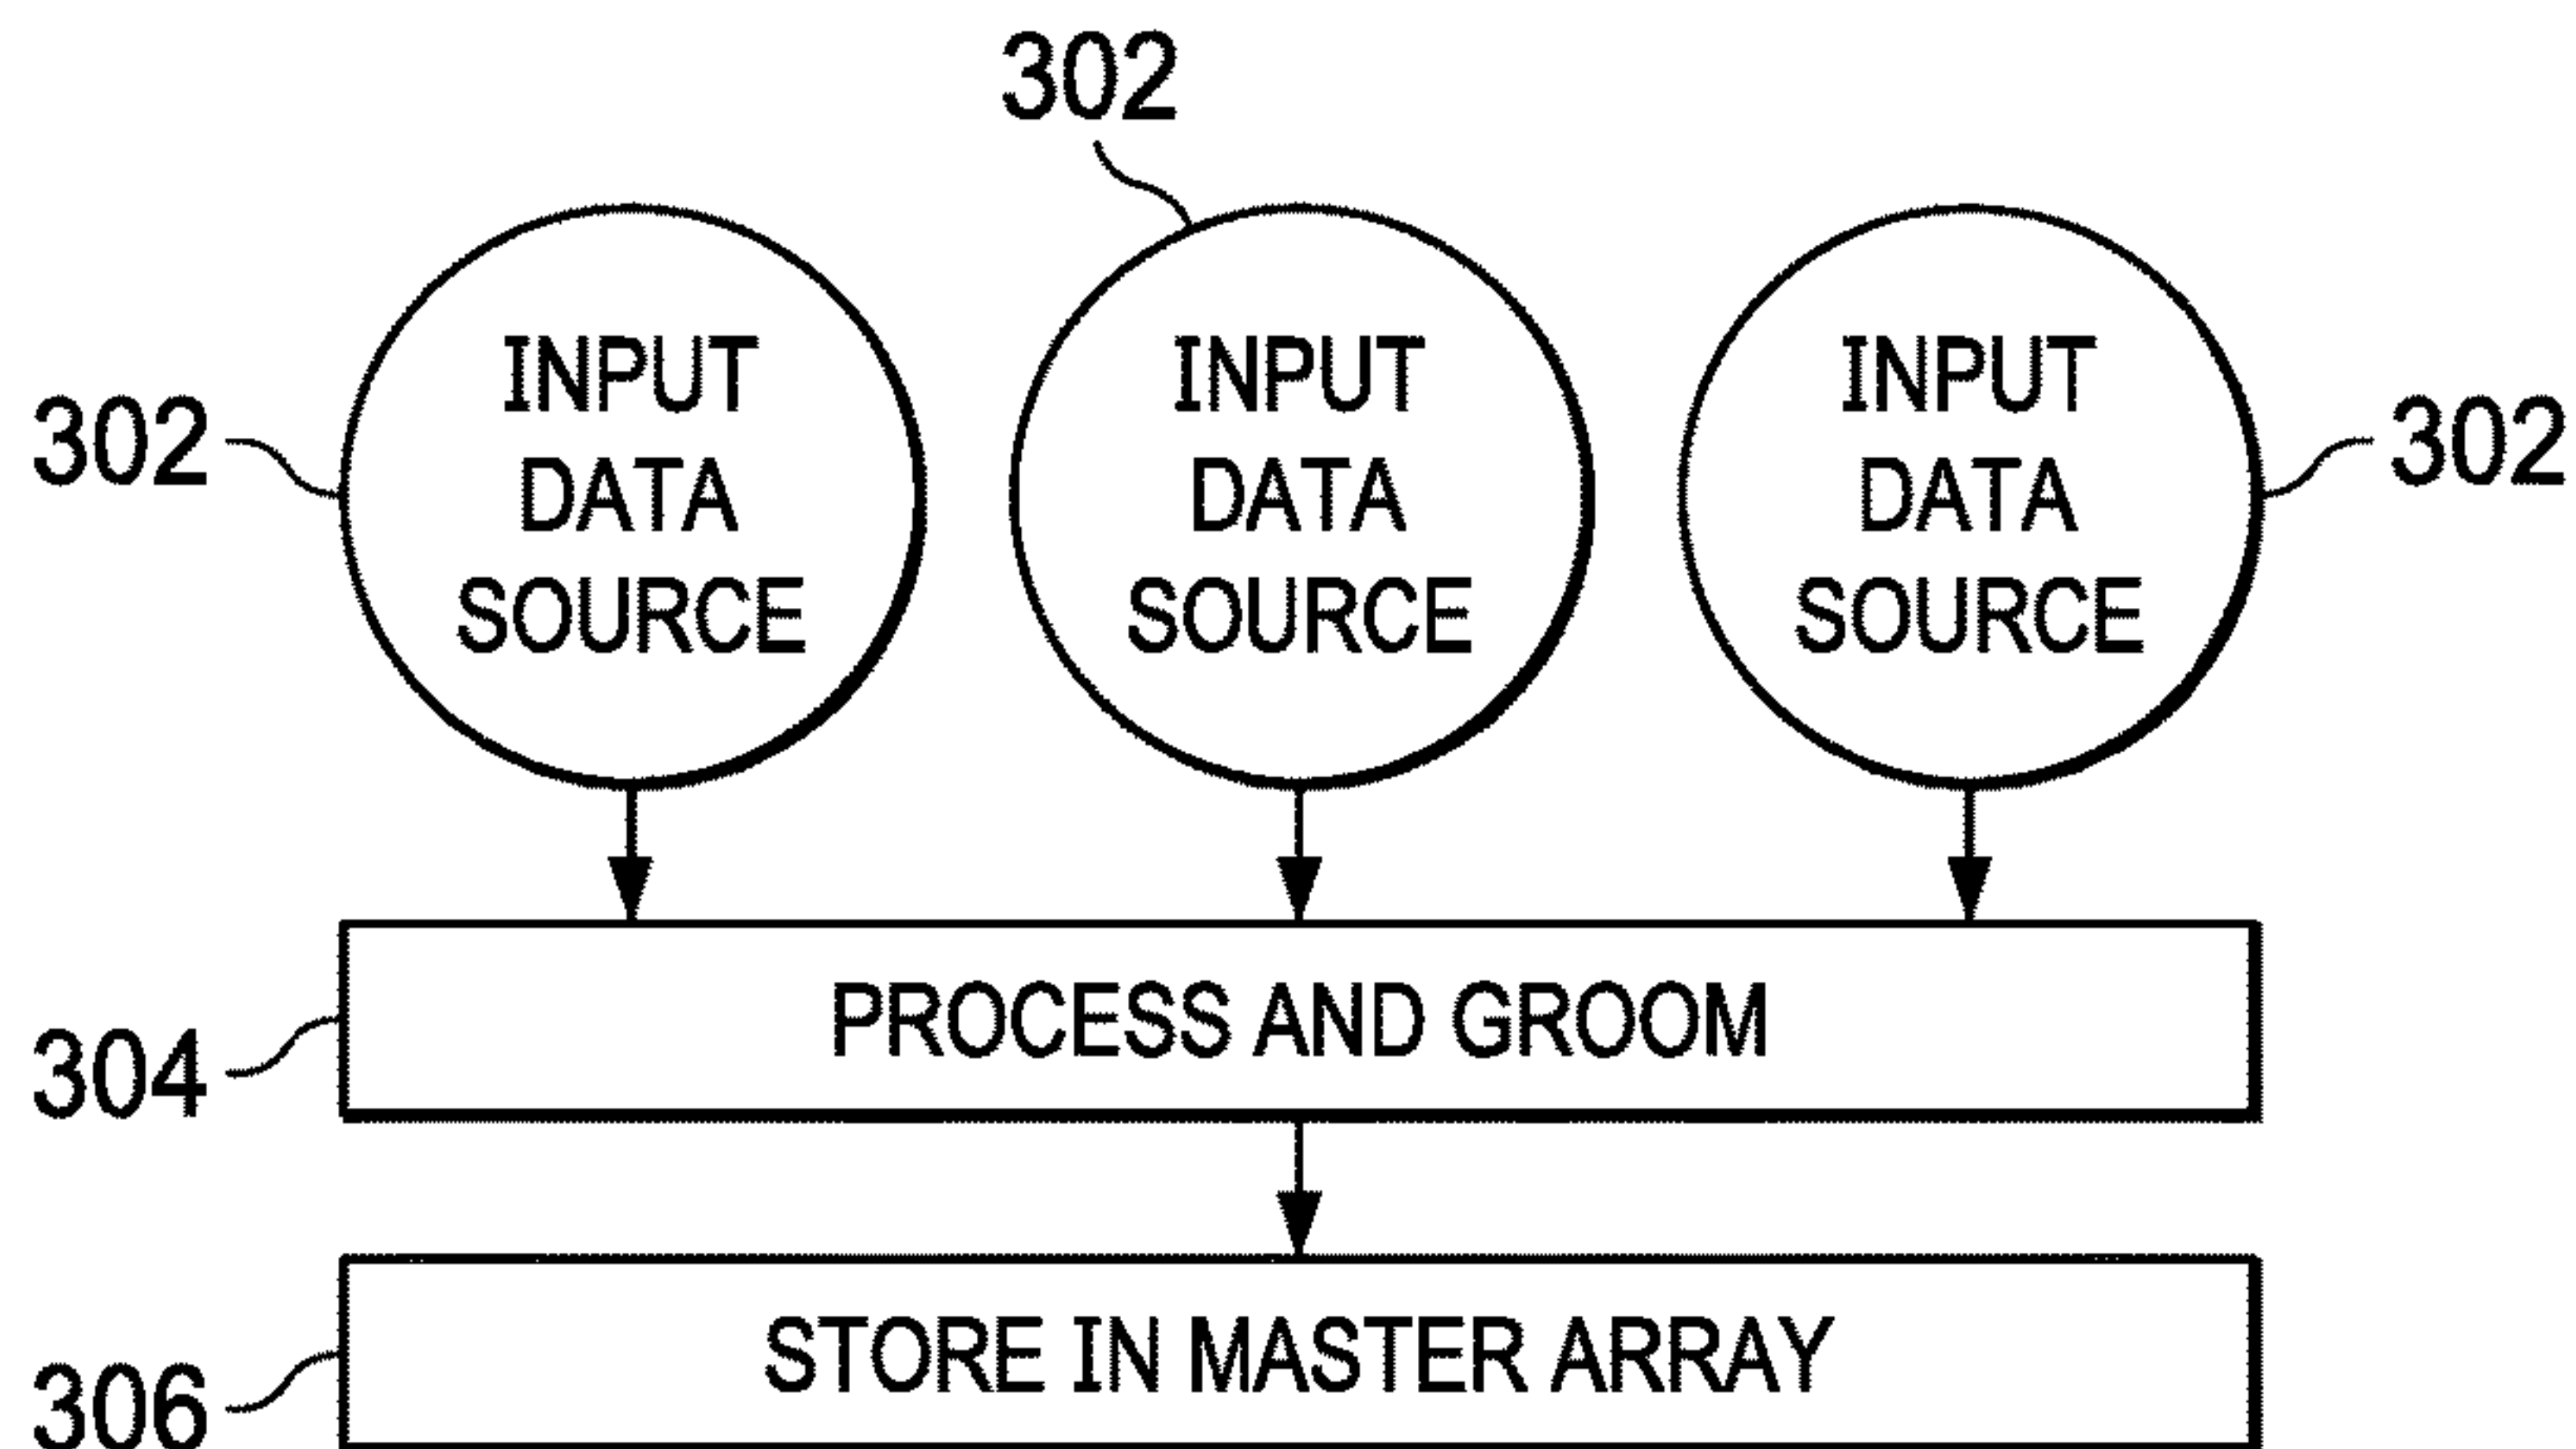 302
INPUT
DATA
SOURCE
INPUT
DATA
SOURCE
INPUT
DATA
SOURCE
302
302
PROCESS AND GROOM
304
STORE IN MASTER ARRAY
306